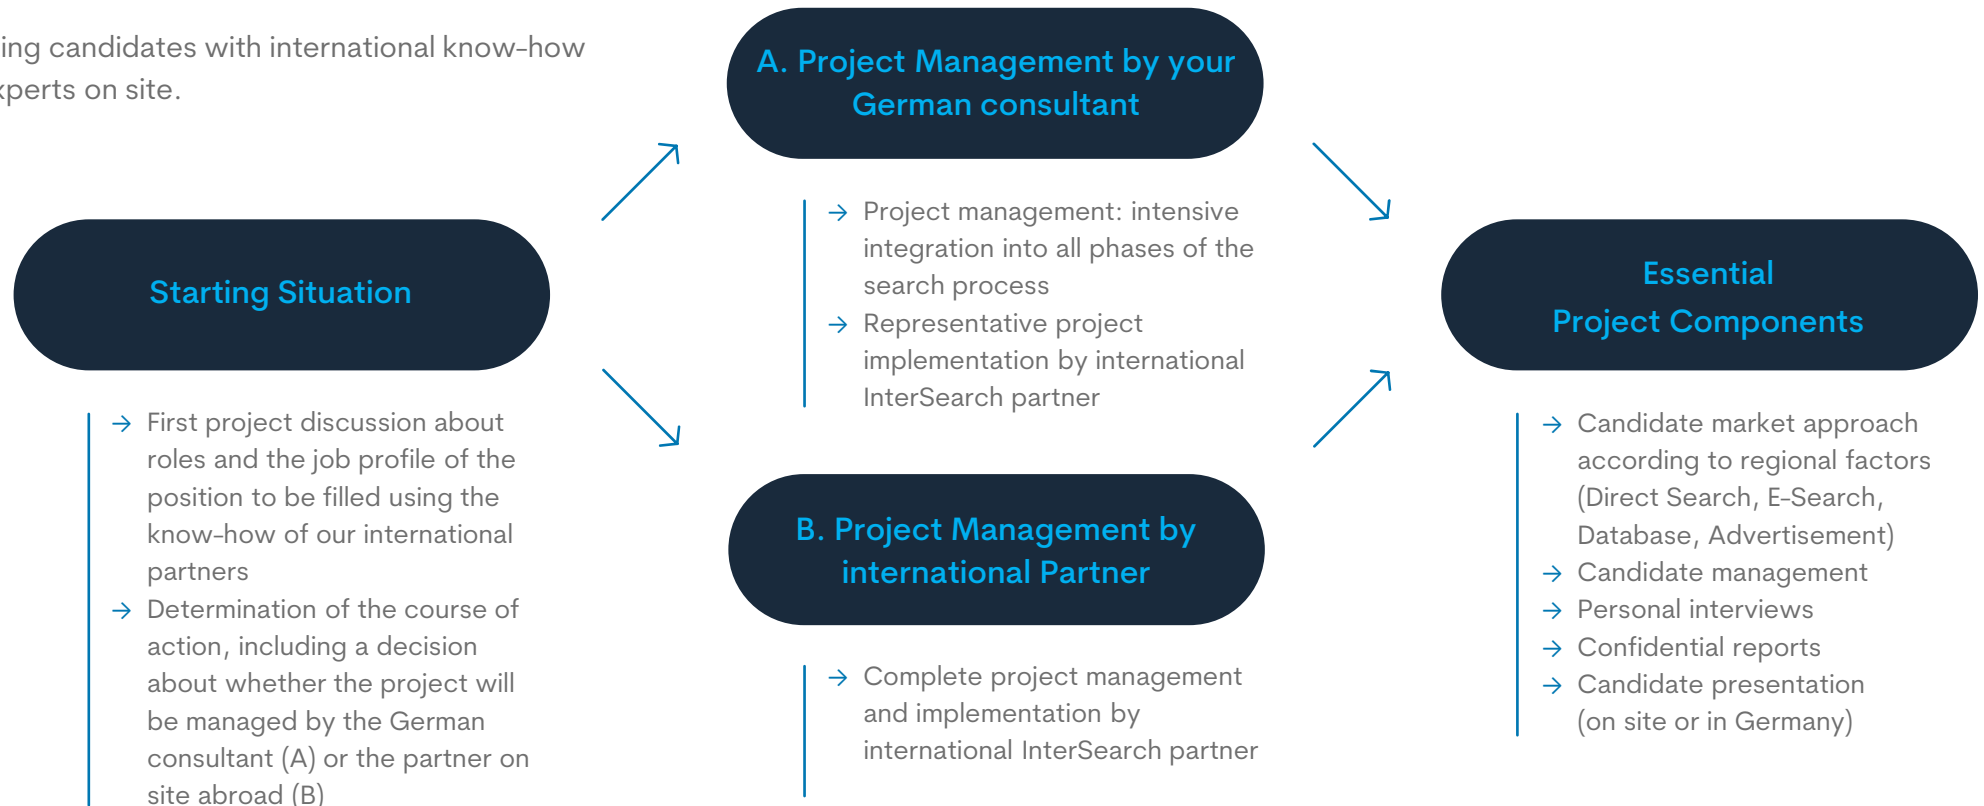 ing candidates with international know-how
xperts on site.
Starting Situation
→ First project discussion about
roles and the job profile of the
position to be filled using the
know-how of our international
partners
→ Determination of the course of
action, including a decision
about whether the project will
be managed by the German
consultant (A) or the partner on
site abroad (B)
A. Project Management by your
German consultant
→ Project management: intensive
integration into all phases of the
search process
→ Representative project
implementation by international
InterSearch partner
B. Project Management by
international Partner
→ Complete project management
and implementation by
international InterSearch partner
Essential
Project Components
→ Candidate market approach
according to regional factors
(Direct Search, E-Search,
Database, Advertisement)
→ Candidate management
→ Personal interviews
→ Confidential reports
→ Candidate presentation
(on site or in Germany)